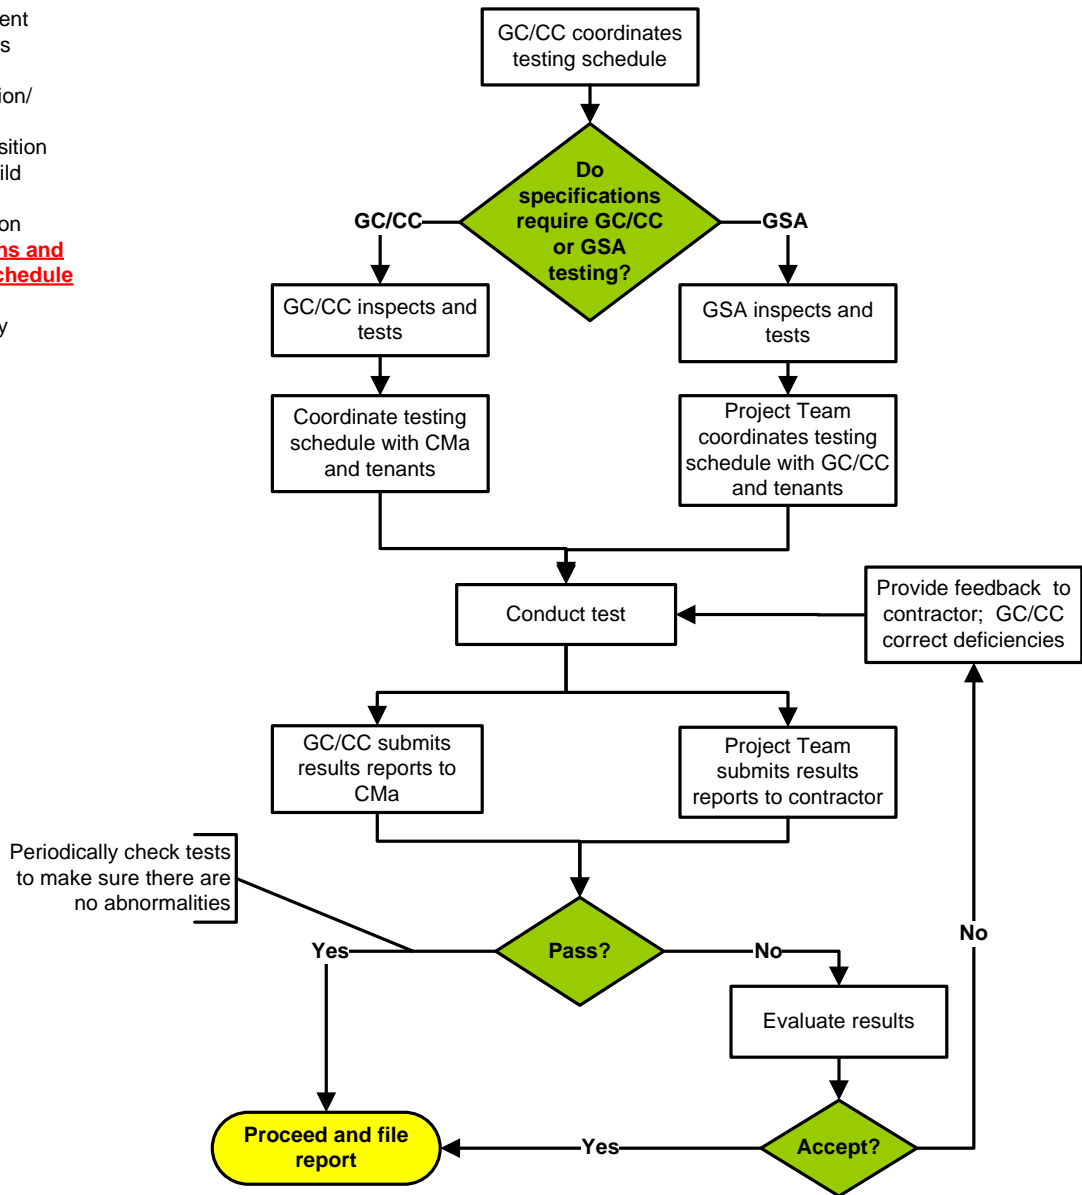 ent
s
ion/
sition
ild
on
ns and
chedule
y
GC/CC coordinates
testing schedule
Do
specifications
require GC/CC
or GSA
testing?
GC/CC
GSA
GC/CC inspects and
tests
GSA inspects and
tests
Coordinate testing
schedule with CMa
and tenants
Project Team
coordinates testing
schedule with GC/CC
and tenants
Conduct test
Provide feedback to
contractor; GC/CC
correct deficiencies
GC/CC submits
results reports to
CMa
Project Team
submits results
reports to contractor
Periodically check tests
to make sure there are
no abnormalities
Yes
Pass?
No
No
Evaluate results
Proceed and file
report
Yes
Accept?